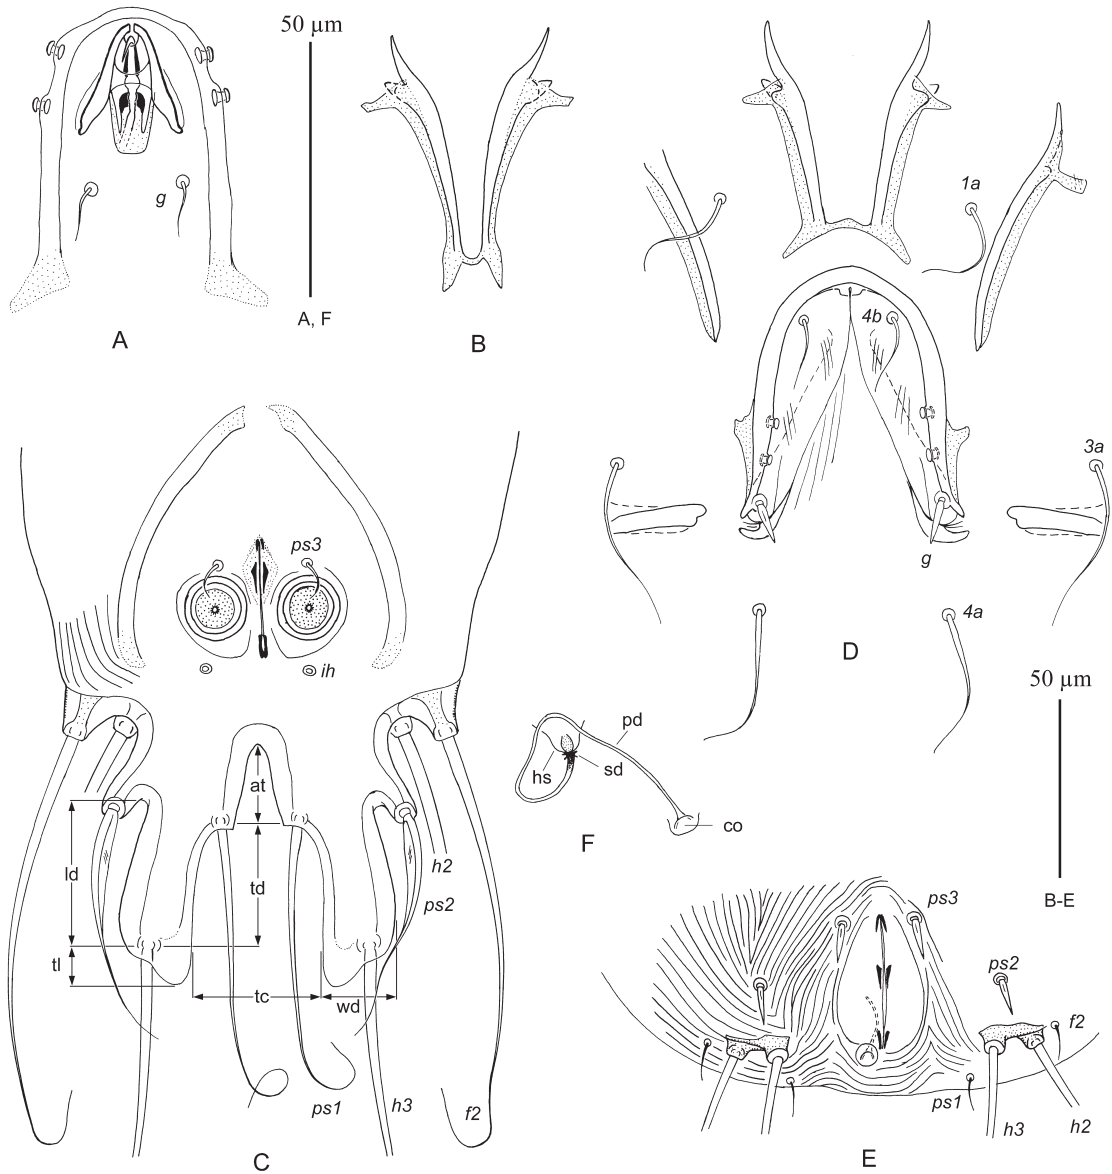 50 µm
g
A, F
A
B
1a
4b
3a
g
4a
D
ps3
ih
50 µm
B-E
pd
hs
sd
co
F
at
ld
td
h2
ps2
tl
tc
wd
ps1
h3
f2
C
ps3
ps2
f2
ps1
h3
h2
E